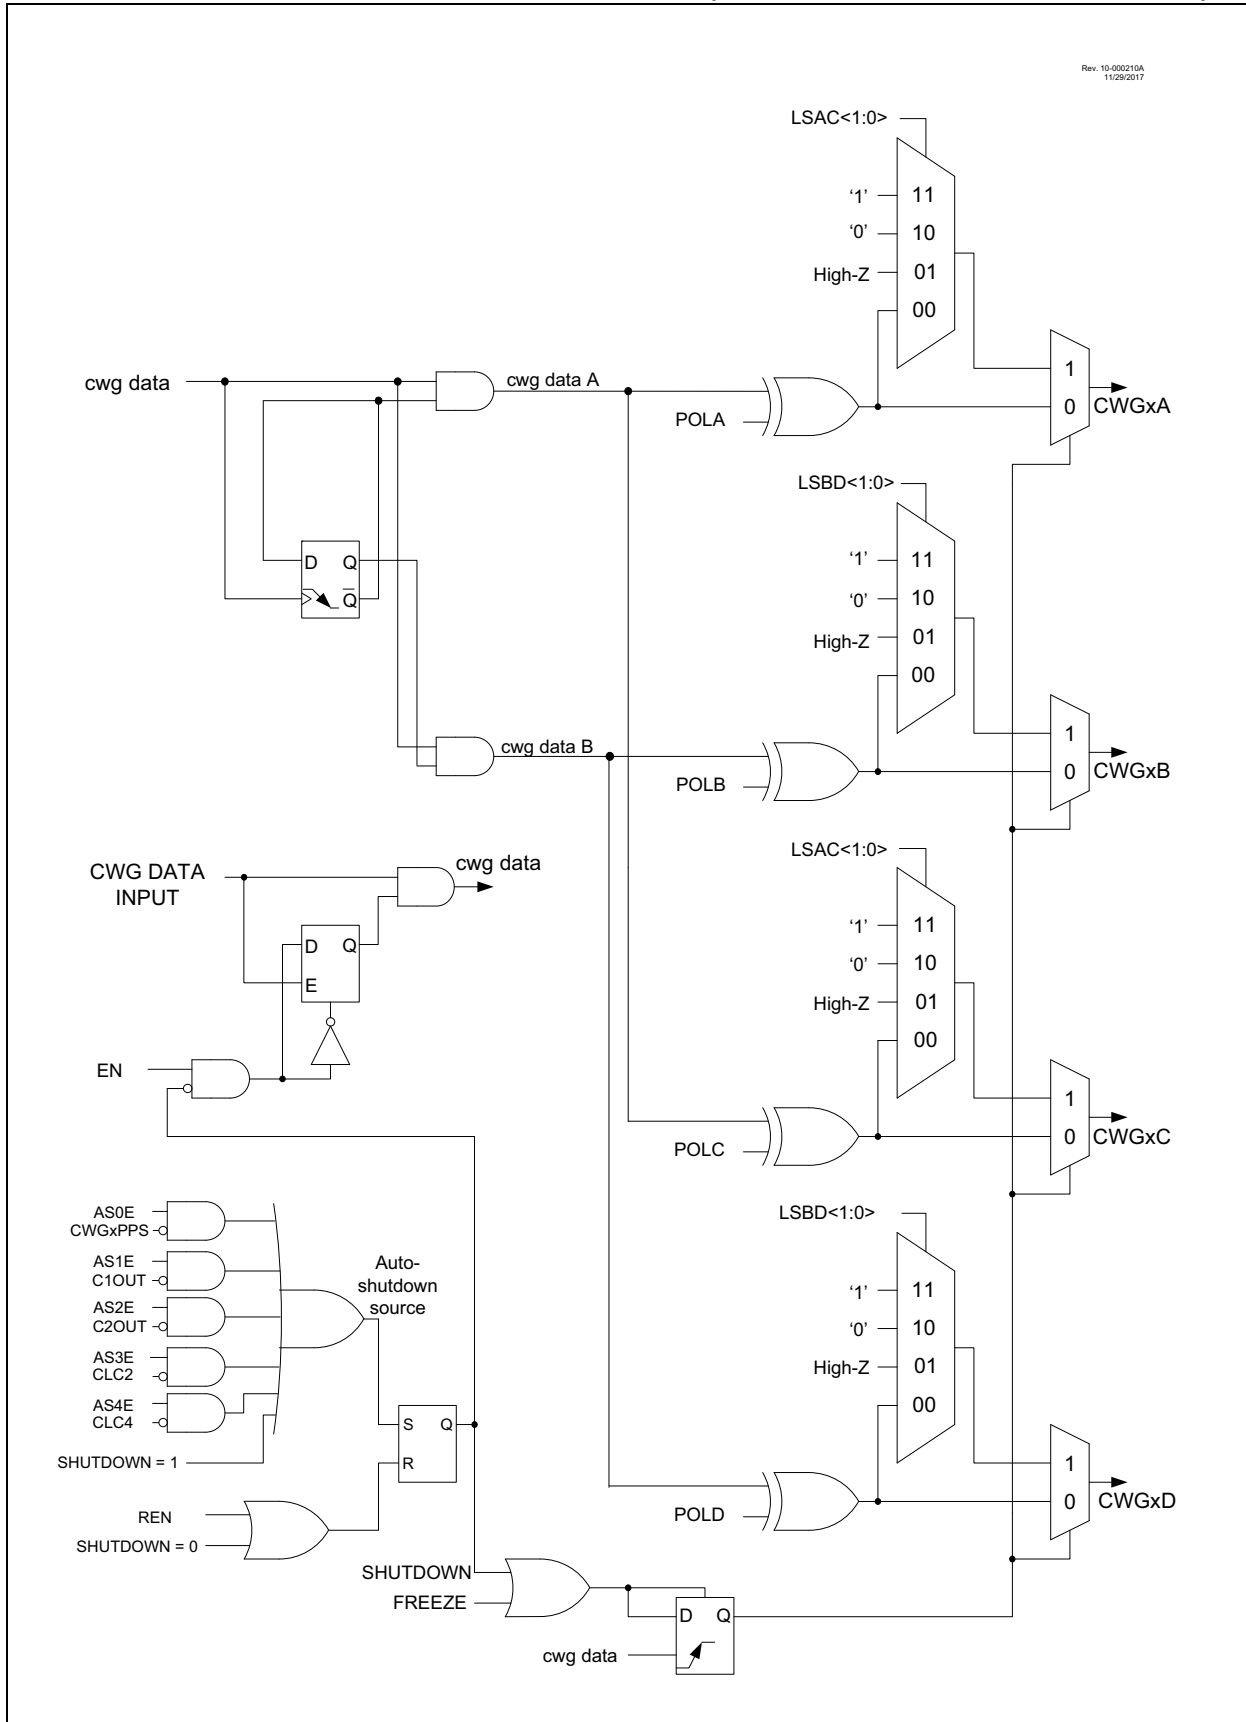 Rev. 10-000210A
11/29/2017
LSAC<1:0>
‘1’
11
‘0’
10
High-Z
01
00
cwg data
cwg data A
POLA
1
0
CWGxA
LSBD<1:0>
D
Q
Q
‘1’
11
‘0’
10
High-Z
01
00
cwg data B
POLB
1
0
CWGxB
CWG DATA
INPUT
cwg data
D
Q
E
EN
LSAC<1:0>
‘1’
11
‘0’
10
High-Z
01
00
POLC
1
0
CWGxC
AS0E
CWGxPPS
AS1E
C1OUT
AS2E
C2OUT
AS3E
CLC2
AS4E
CLC4
SHUTDOWN = 1
Auto-
shutdown
source
S
Q
R
REN
SHUTDOWN = 0
LSBD<1:0>
‘1’
11
‘0’
10
High-Z
01
00
POLD
1
0
CWGxD
SHUTDOWN
FREEZE
D
Q
cwg data